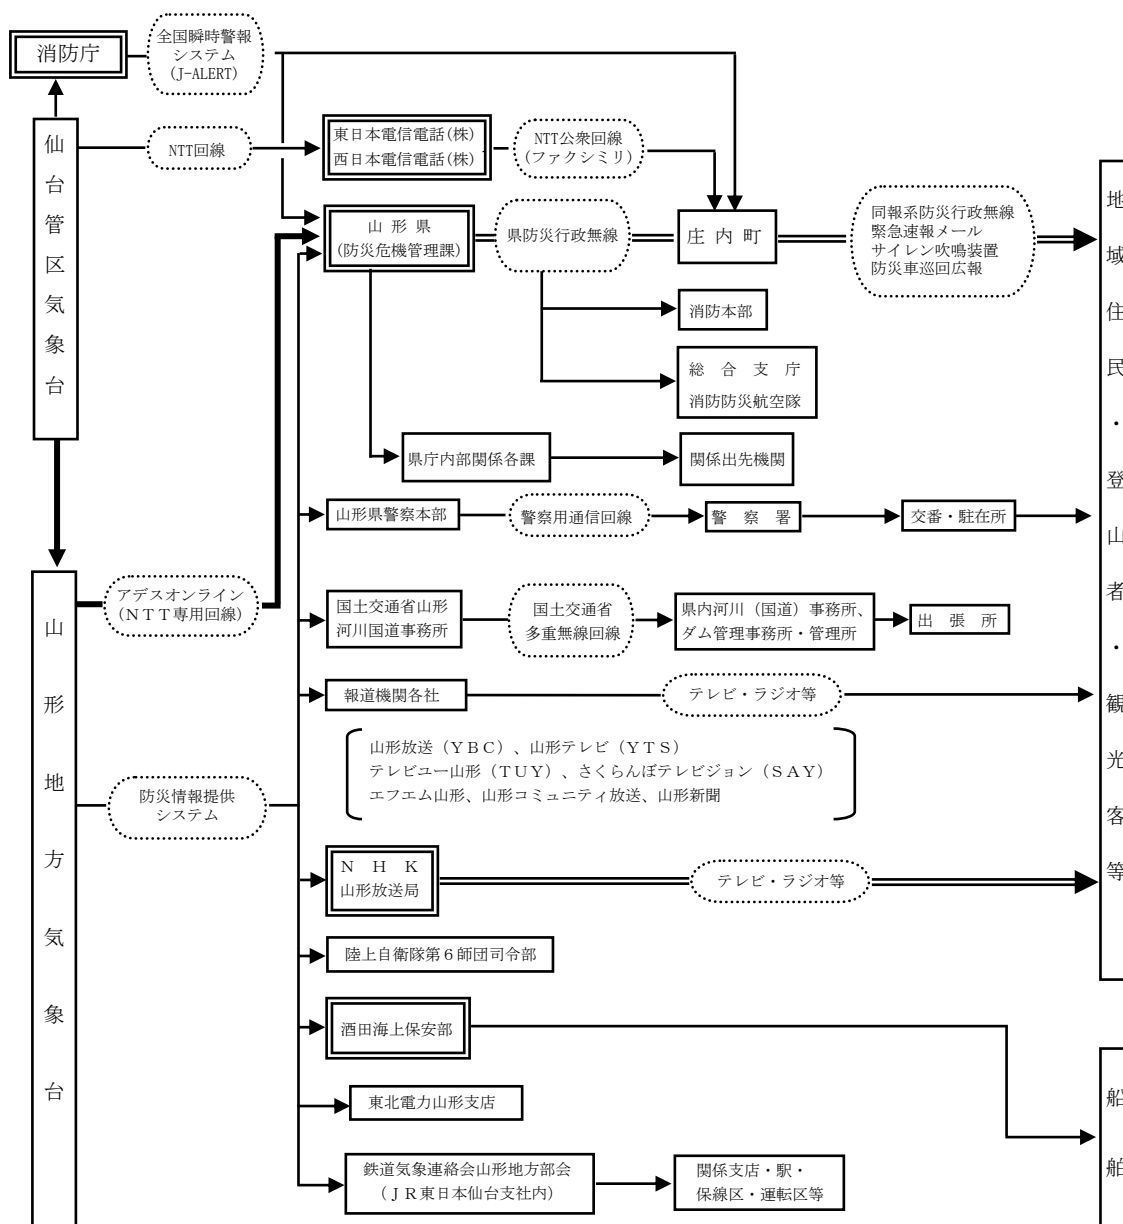 消防庁
全国瞬時警報
システム
(J-ALERT)
仙台管区気象台
NTT回線
東日本電信電話(株)
西日本電信電話(株)
NTT公衆回線
(ファクシミリ)
山 形 県
(防災危機管理課)
県防災行政無線
庄 内 町
同報系防災行政無線
緊急速報メール
サイレン吹鳴装置
防災車巡回広報
地域住民・登山者・観光客等
消防本部
総 合 支 庁
消防防災航空隊
県庁内部関係各課
関係出先機関
山形県警察本部
警察用通信回線
警 察 署
交番・駐在所
山形地方気象台
アデスオンライン
(NTT専用回線)
国土交通省山形
河川国道事務所
国土交通省
多重無線回線
県内河川(国道)事務所、
ダム管理事務所・管理所
出 張 所
報道機関各社
テレビ・ラジオ等
山形放送(YBC)、山形テレビ(YTS)
テレビユー山形(TUY)、さくらんぼテレビジョン(SAY)
エフエム山形、山形コミュニティ放送、山形新聞
防災情報提供
システム
N H K
山形放送局
テレビ・ラジオ等
陸上自衛隊第6師団司令部
酒田海上保安部
船舶
東北電力山形支店
鉄道気象連絡会山形地方部会
(JR東日本仙台支社内)
関係支店・駅・
保線区・運転区等